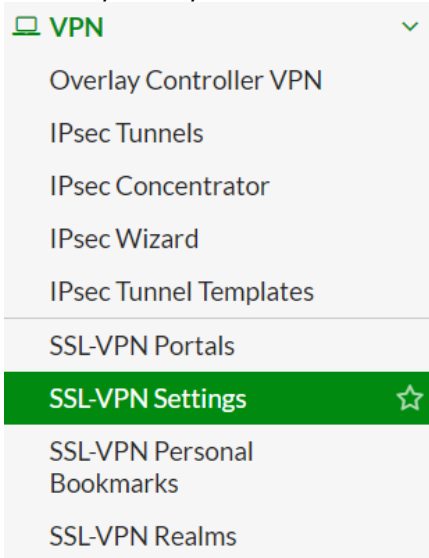 VPN
Overlay Controller VPN
IPsec Tunnels
IPsec Concentrator
IPsec Wizard
IPsec Tunnel Templates
SSL-VPN Portals
SSL-VPN Settings
SSL-VPN Personal
Bookmarks
SSL-VPN Realms